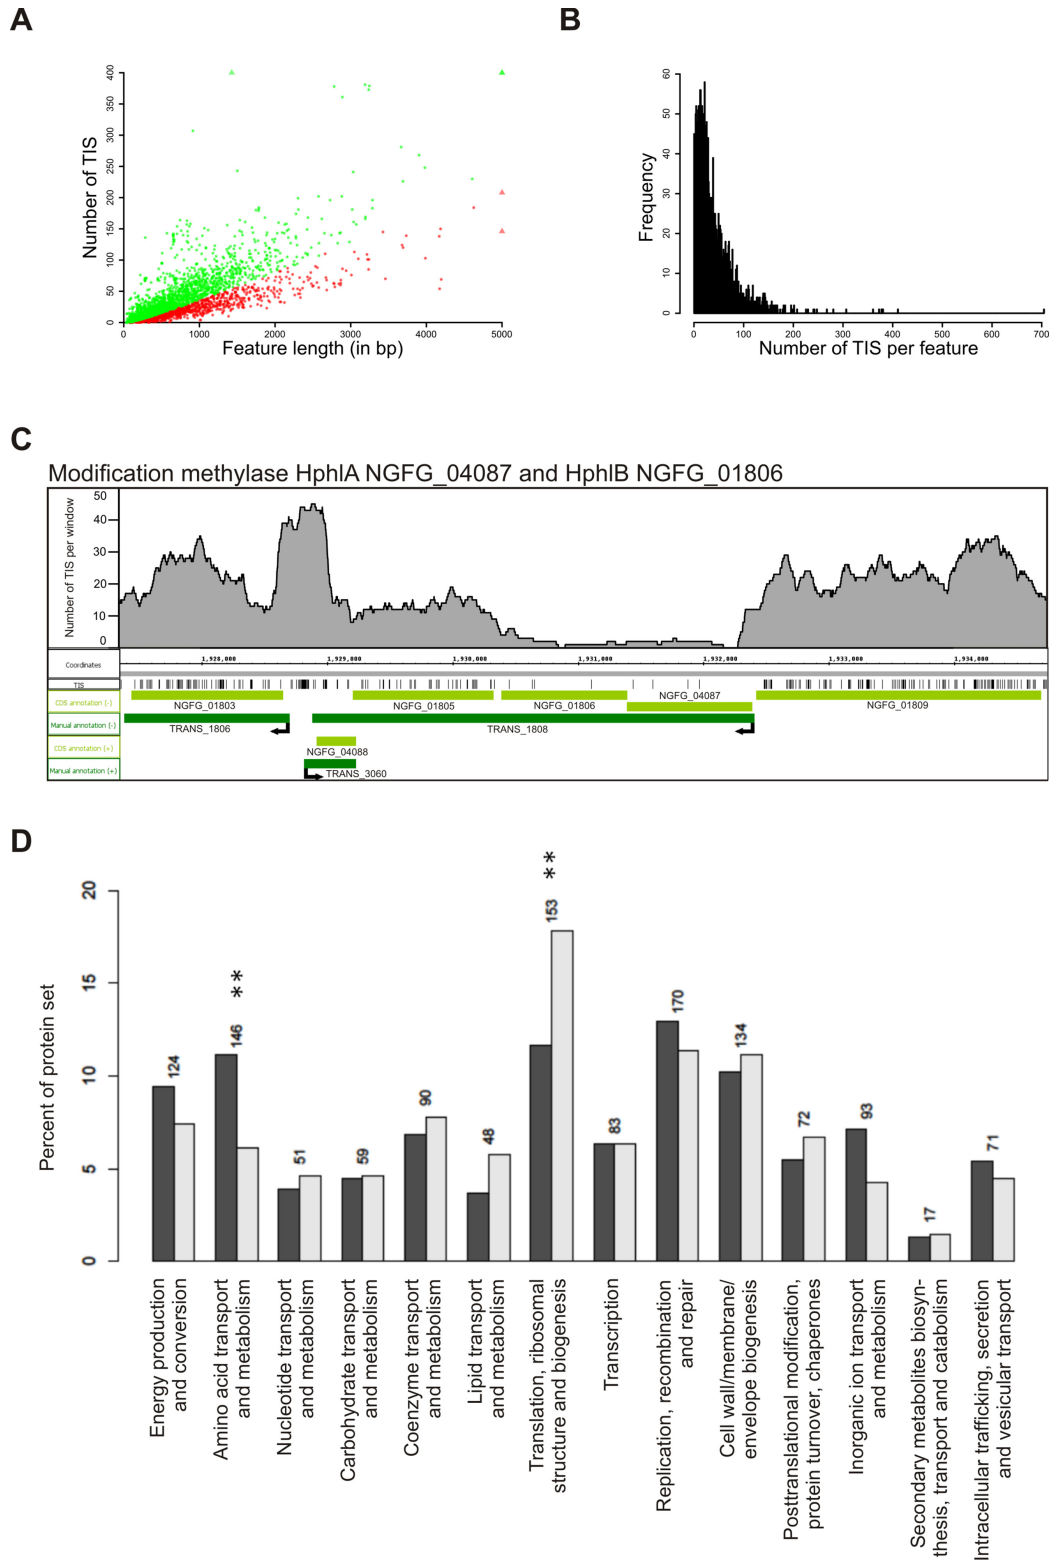 A
B
Number of TIS
400
350
300
250
200
150
100
50
0
0
1000
2000
3000
4000
5000
Feature length (in bp)
Frequency
60
50
40
30
20
10
0
0
100
200
300
400
500
600
700
Number of TIS per feature
C
Modification methylase HphIA NGFG_04087 and HphIB NGFG_01806
Number of TIS per window
50
40
30
20
10
0
Coordinates
1,928,000
1,929,000
1,930,000
1,931,000
1,932,000
1,933,000
1,934,000
TIS
CDS annotation (-)
NGFG_01803
NGFG_01805
NGFG_01806
NGFG_04087
NGFG_01809
Manual annotation (-)
TRANS_1806
TRANS_1808
CDS annotation (+)
NGFG_04088
Manual annotation (+)
TRANS_3060
D
Percent of protein set
20
15
10
5
0
124
146
**
51
59
90
48
153
**
83
170
134
72
93
17
71
Energy production
and conversion
Amino acid transport
and metabolism
Nucleotide transport
and metabolism
Carbohydrate transport
and metabolism
Coenzyme transport
and metabolism
Lipid transport
and metabolism
Translation, ribosomal
structure and biogenesis
Transcription
Replication, recombination
and repair
Cell wall/membrane/
envelope biogenesis
Posttranslational modification,
protein turnover, chaperones
Inorganic ion transport
and metabolism
Secondary metabolites biosyn-
thesis, transport and catabolism
Intracellular trafficking, secretion
and vesicular transport